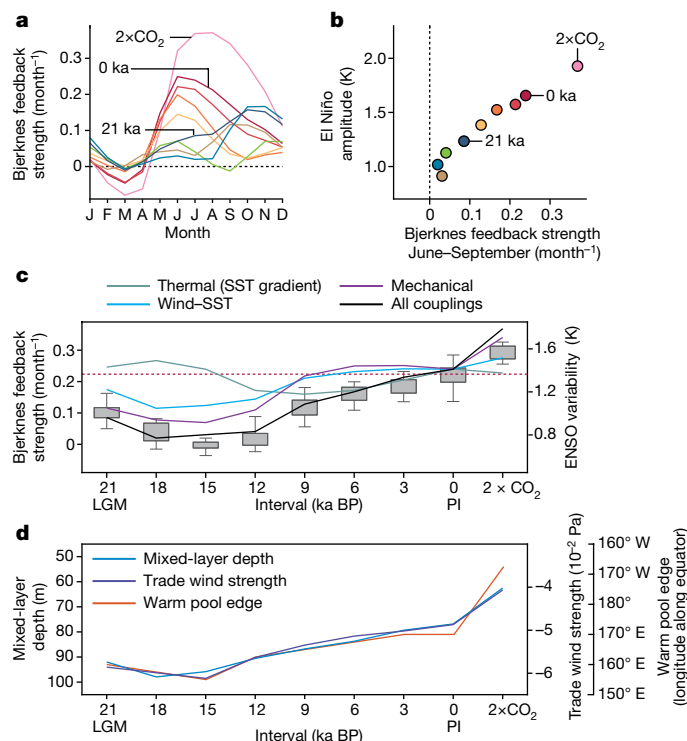 a
Bjerknes feedback
strength (month⁻¹)
0.3
0.2
0.1
0
2×CO₂
0 ka
21 ka
J F M A M J J A S O N D
Month
b
El Niño
amplitude (K)
2.0
1.5
1.0
2×CO₂
0 ka
21 ka
0 0.1 0.2 0.3
Bjerknes feedback strength
June–September (month⁻¹)
c
Thermal (SST gradient)
Mechanical
Wind–SST
All couplings
Bjerknes feedback
strength (month⁻¹)
0.3
0.2
0.1
0
1.6
1.2
0.8
ENSO variability (K)
21 18 15 12 9 6 3 0 2 × CO₂
LGM Interval (ka BP) PI
d
Mixed-layer depth
Trade wind strength
Warm pool edge
Mixed-layer
depth (m)
50
60
70
80
90
100
−4
−5
−6
Trade wind strength (10⁻² Pa)
160° W
170° W
180°
170° E
160° E
150° E
Warm pool edge
(longitude along equator)
21 18 15 12 9 6 3 0 2×CO₂
LGM Interval (ka BP) PI